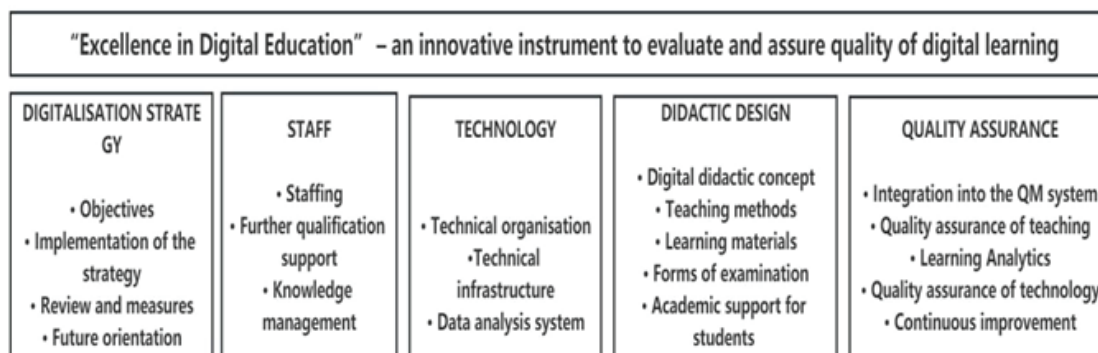 “Excellence in Digital Education” – an innovative instrument to evaluate and assure quality of digital learning
DIGITALISATION STRATE
GY
• Objectives
• Implementation of the
strategy
• Review and measures
• Future orientation
STAFF
• Staffing
• Further qualification
support
• Knowledge
management
TECHNOLOGY
• Technical organisation
•Technical
infrastructure
• Data analysis system
DIDACTIC DESIGN
• Digital didactic concept
• Teaching methods
• Learning materials
• Forms of examination
• Academic support for
students
QUALITY ASSURANCE
• Integration into the QM system
• Quality assurance of teaching
• Learning Analytics
• Quality assurance of technology
• Continuous improvement